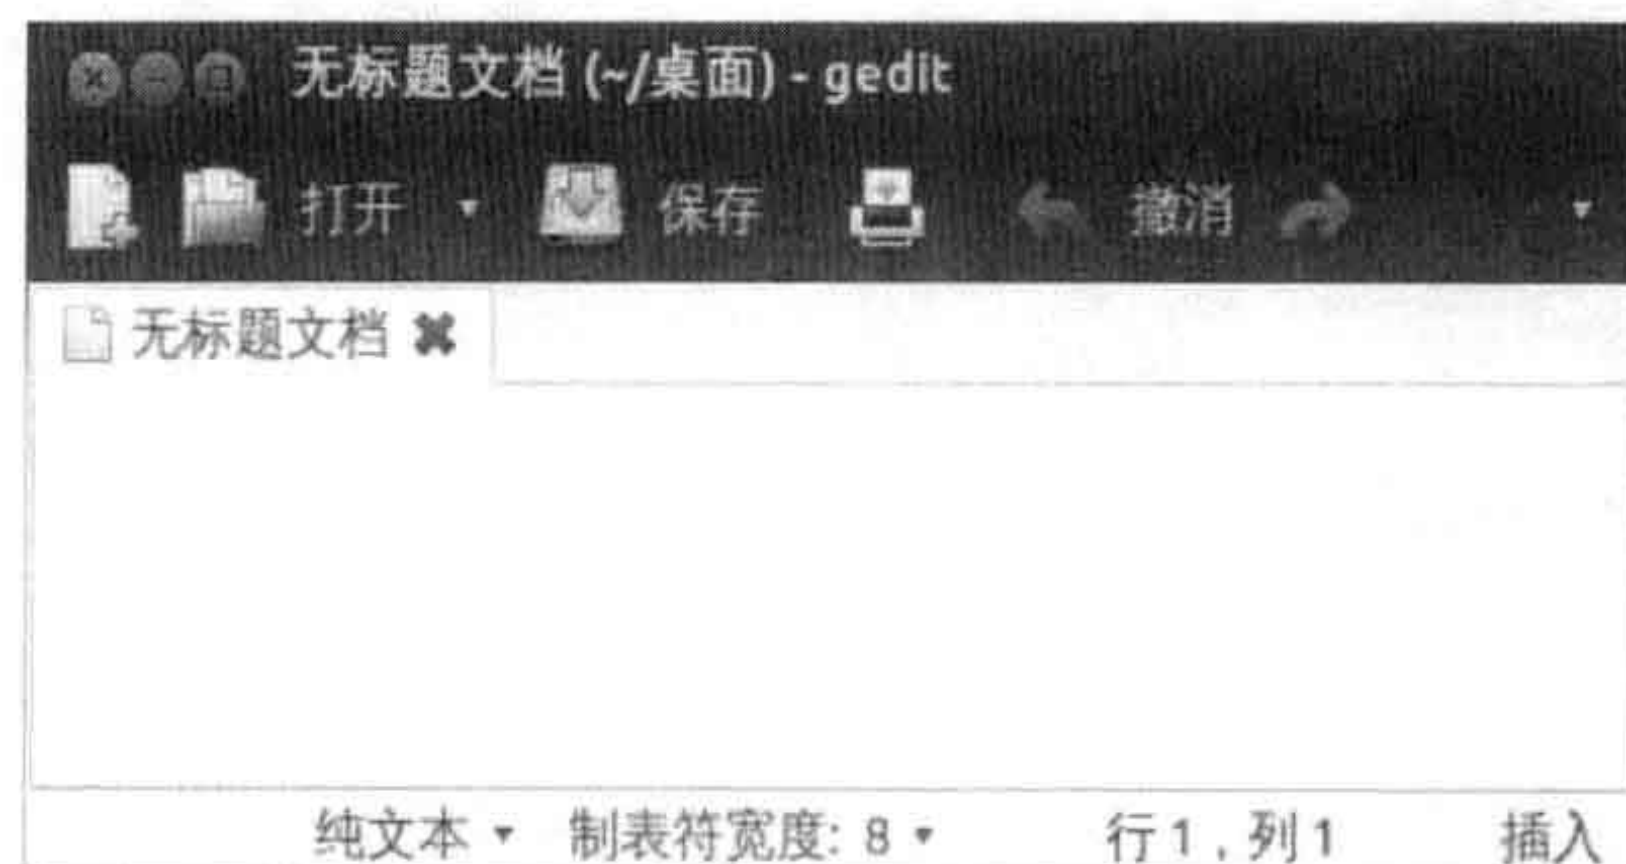 无标题文档 (~/桌面) - gedit
打开 保存 撤消
无标题文档
纯文本 制表符宽度: 8 行 1，列 1 插入